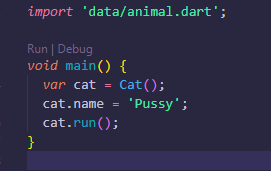 import 'data/animal.dart';
Run | Debug
void main() {
  var cat = Cat();
  cat.name = 'Pussy';
  cat.run();
}